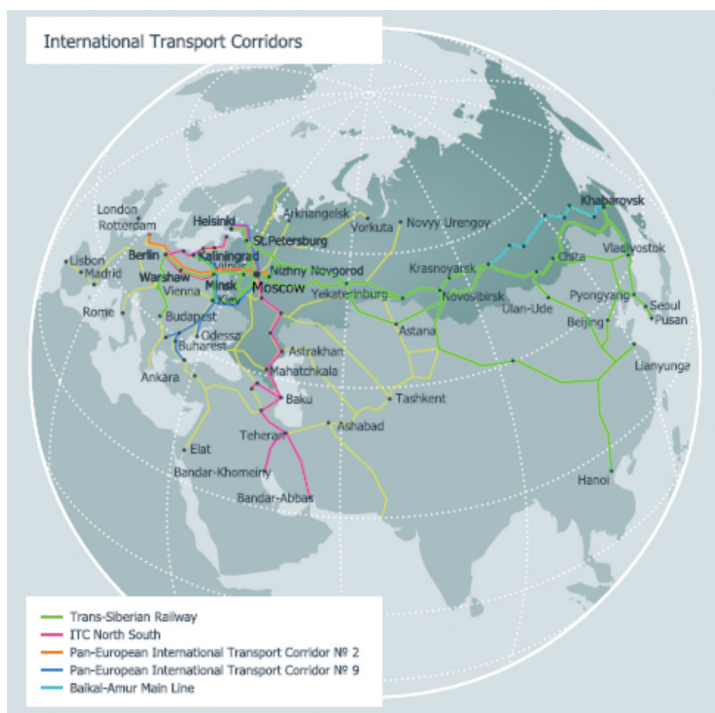 International Transport Corridors
London
Rotterdam
Helsinki
Arkhangelsk
Vorkuta
Novyy-Urengoy
Khabarovsk
St.Petersburg
Lisbon
Madrid
Berlin
Kaliningrad
Vilnius
Nizhny Novgorod
Krasnoyarsk
Chita
Vladiyostok
Warshaw
Vienna
Minsk
Moscow
Kiev
Yekaterinburg
Novosibirsk
Ulan-Ude
Pyongyang
Seoul
Pusan
Rome
Budapest
Odessa
Buharest
Astana
Beijing
Astrakhan
Mahatchkala
Lianyunga
Ankara
Baku
Tashkent
Teheran
Ashabad
Elat
Bandar-Khomeiny
Bandar-Abbas
Hanoi
Trans-Siberian Railway
ITC North South
Pan-European International Transport Corridor № 2
Pan-European International Transport Corridor № 9
Baikal-Amur Main Line